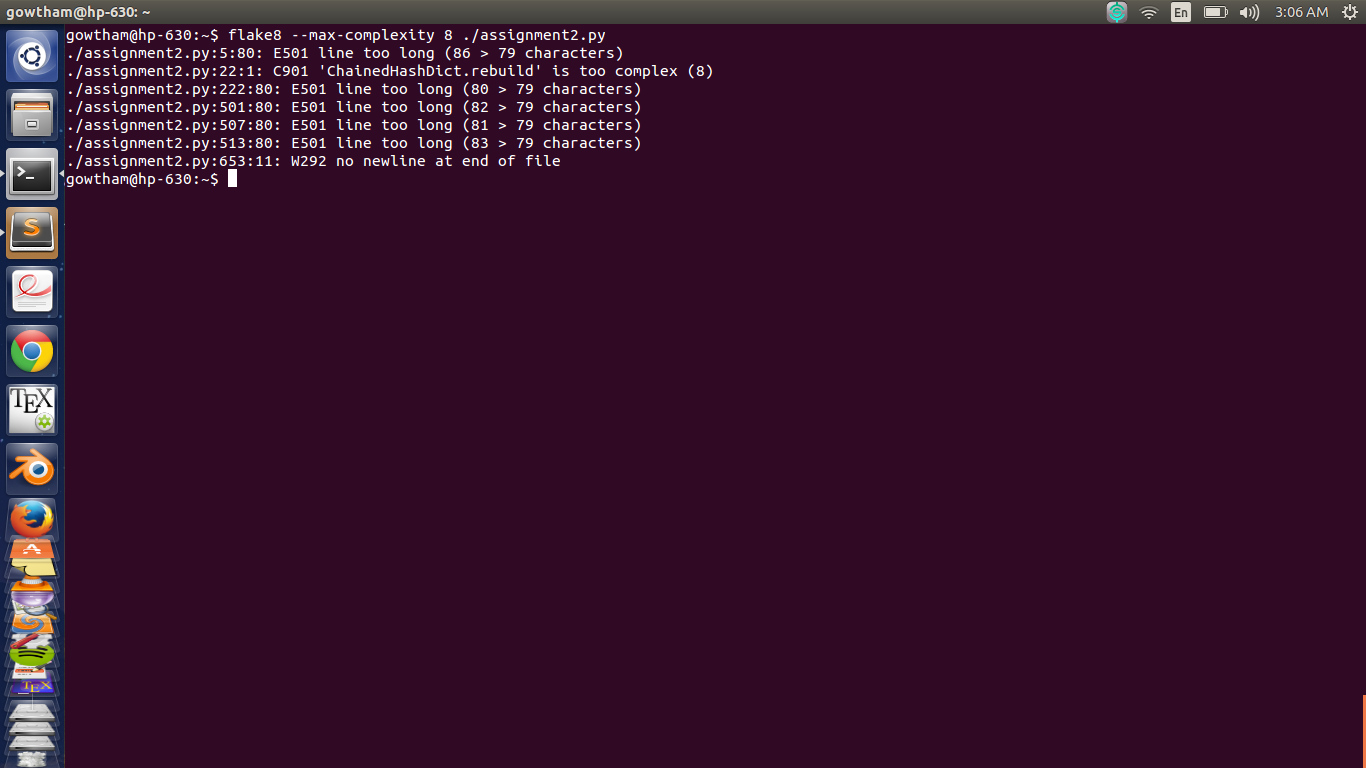 gowtham@hp-630: ~
En
3:06 AM
gowtham@hp-630:~$ flake8 --max-complexity 8 ./assignment2.py
./assignment2.py:5:80: E501 line too long (86 > 79 characters)
./assignment2.py:22:1: C901 'ChainedHashDict.rebuild' is too complex (8)
./assignment2.py:222:80: E501 line too long (80 > 79 characters)
./assignment2.py:501:80: E501 line too long (82 > 79 characters)
./assignment2.py:507:80: E501 line too long (81 > 79 characters)
./assignment2.py:513:80: E501 line too long (83 > 79 characters)
./assignment2.py:653:11: W292 no newline at end of file
gowtham@hp-630:~$
>_
S
TEX
A
TEX